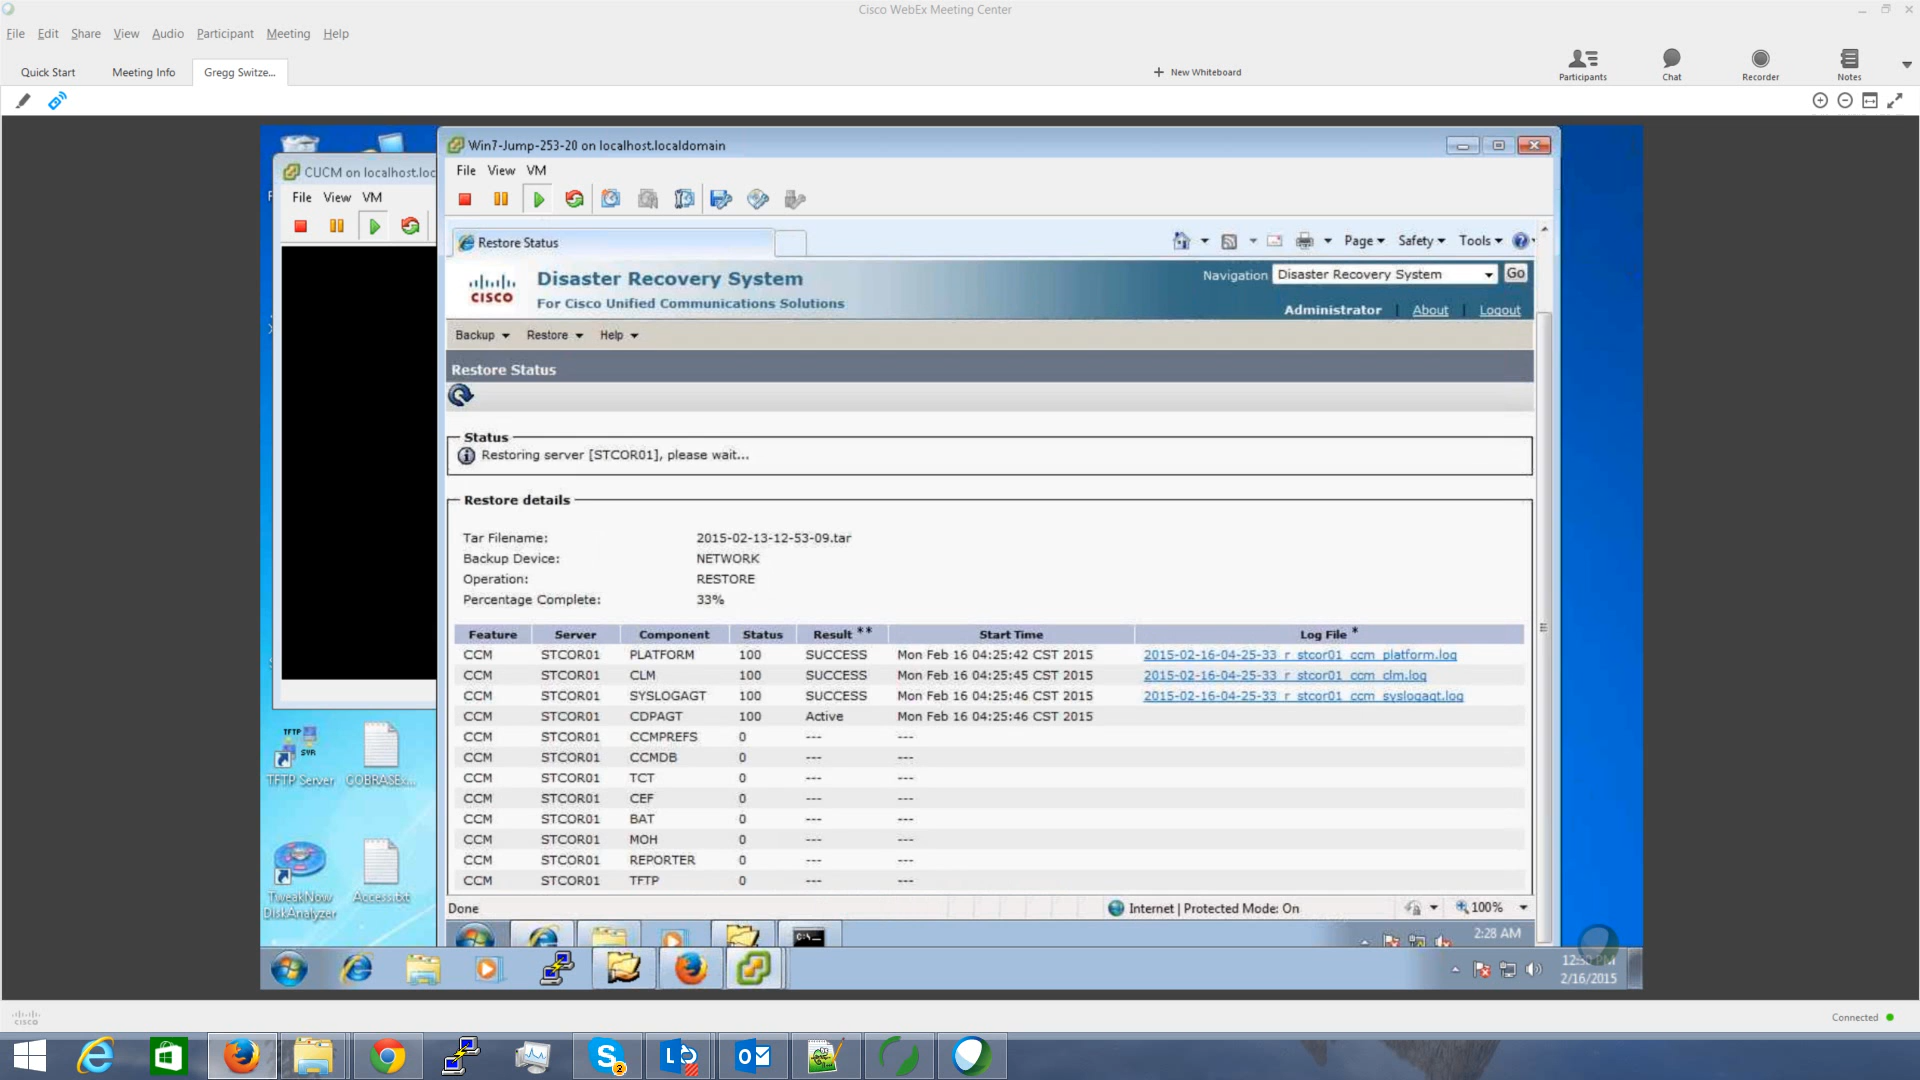 Cisco WebEx Meeting Center
File Edit Share View Audio Participant Meeting Help
Quick Start Meeting Info Gregg Switze...
New Whiteboard
Participants Chat Recorder Notes
Win7-Jump-253-20 on localhost.localdomain
File View VM
CUCM on localhost.loc
File View VM
Restore Status
Page Safety Tools
CISCO
Disaster Recovery System
For Cisco Unified Communications Solutions
Navigation Disaster Recovery System Go
Administrator | About | Logout
Backup Restore Help
Restore Status
Status
Restoring server [STCOR01], please wait...
Restore details
Tar Filename: 2015-02-13-12-53-09.tar
Backup Device: NETWORK
Operation: RESTORE
Percentage Complete: 33%
Feature Server Component Status Result ** Start Time Log File *
CCM STCOR01 PLATFORM 100 SUCCESS Mon Feb 16 04:25:42 CST 2015 2015-02-16-04-25-33_r_stcor01_ccm_platform.log
CCM STCOR01 CLM 100 SUCCESS Mon Feb 16 04:25:45 CST 2015 2015-02-16-04-25-33_r_stcor01_ccm_clm.log
CCM STCOR01 SYSLOGAGT 100 SUCCESS Mon Feb 16 04:25:46 CST 2015 2015-02-16-04-25-33_r_stcor01_ccm_syslogagt.log
CCM STCOR01 CDPAGT 100 Active Mon Feb 16 04:25:46 CST 2015
CCM STCOR01 CCMPREFS 0 --- ---
CCM STCOR01 CCMDB 0 --- ---
CCM STCOR01 TCT 0 --- ---
CCM STCOR01 CEF 0 --- ---
CCM STCOR01 BAT 0 --- ---
CCM STCOR01 MOH 0 --- ---
CCM STCOR01 REPORTER 0 --- ---
CCM STCOR01 TFTP 0 --- ---
TFTP SVR
TFTP Server COBRASEx...
TweakNow DiskAnalyzer
Access.txt
Done Internet | Protected Mode: On 100%
2:28 AM
2/16/2015
CISCO
Connected